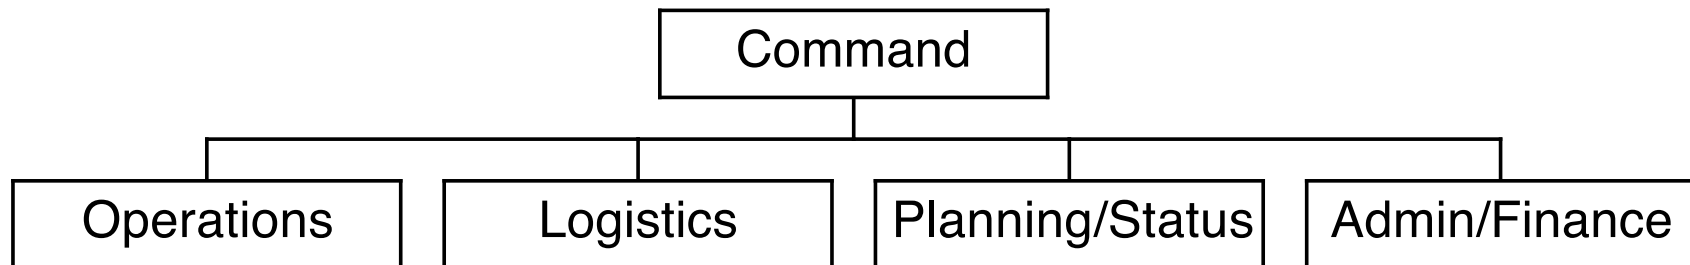 Command
Operations
Logistics
Planning/Status
Admin/Finance